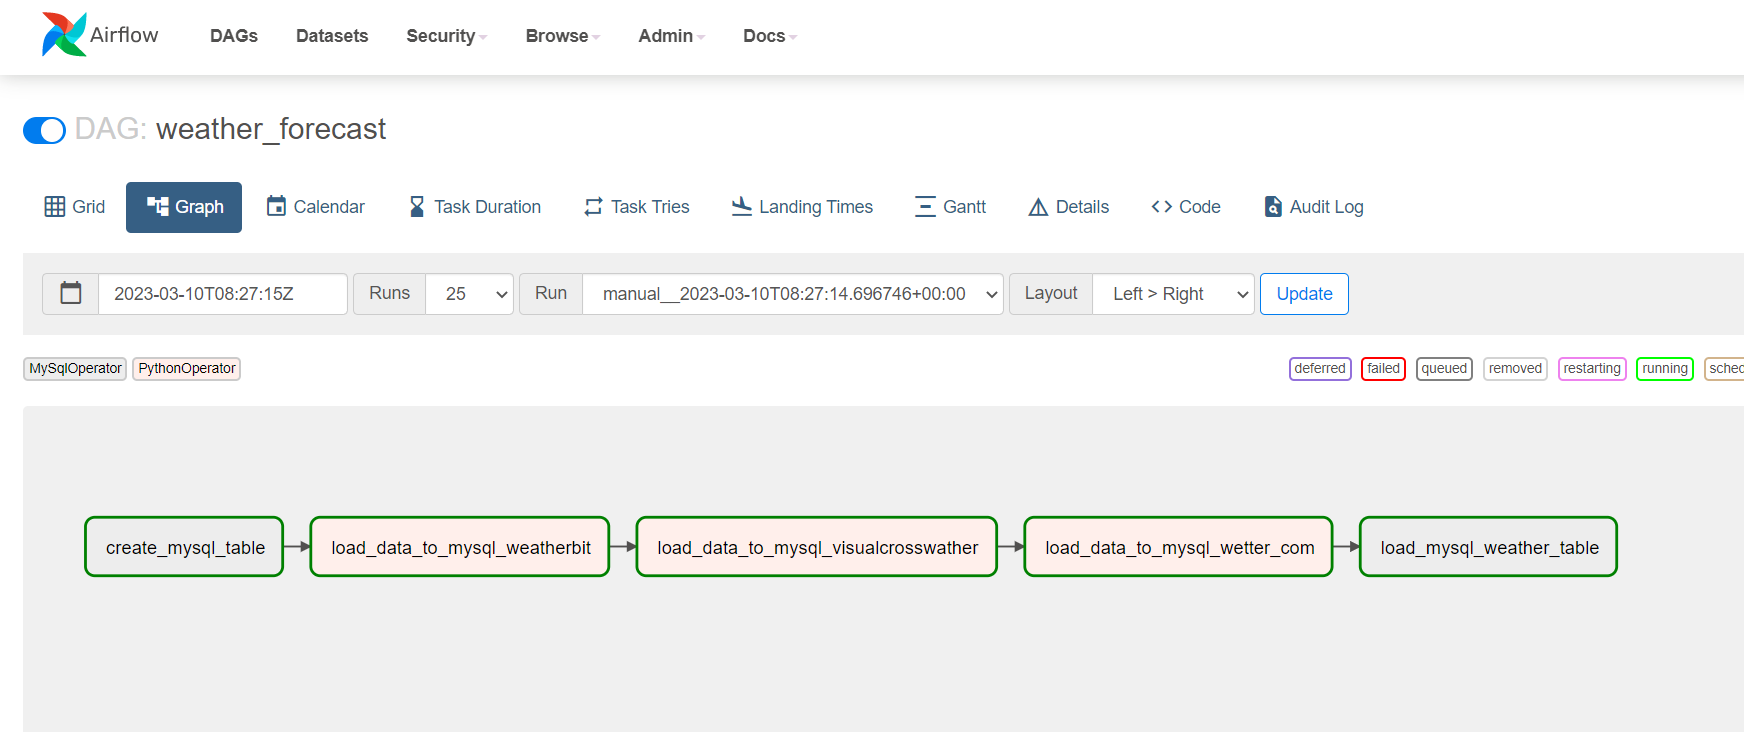 Airflow DAGs Datasets Security Browse Admin Docs
DAG: weather_forecast
Grid Graph Calendar Task Duration Task Tries Landing Times Gantt Details Code Audit Log
2023-03-10T08:27:15Z Runs 25 Run manual__2023-03-10T08:27:14.696746+00:00 Layout Left > Right Update
MySqlOperator PythonOperator deferred failed queued removed restarting running sched
create_mysql_table load_data_to_mysql_weatherbit load_data_to_mysql_visualcrosswather load_data_to_mysql_wetter_com load_mysql_weather_table